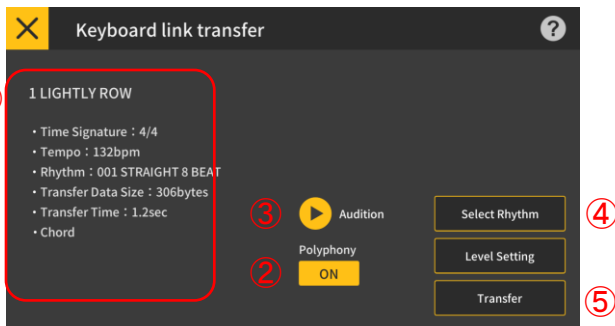 Keyboard link transfer
?
1 LIGHTLY ROW
・Time Signature：4/4
・Tempo：132bpm
・Rhythm：001 STRAIGHT 8 BEAT
・Transfer Data Size：306bytes
・Transfer Time：1.2sec
・Chord
③ Audition
Select Rhythm ④
Polyphony
② ON
Level Setting
Transfer ⑤